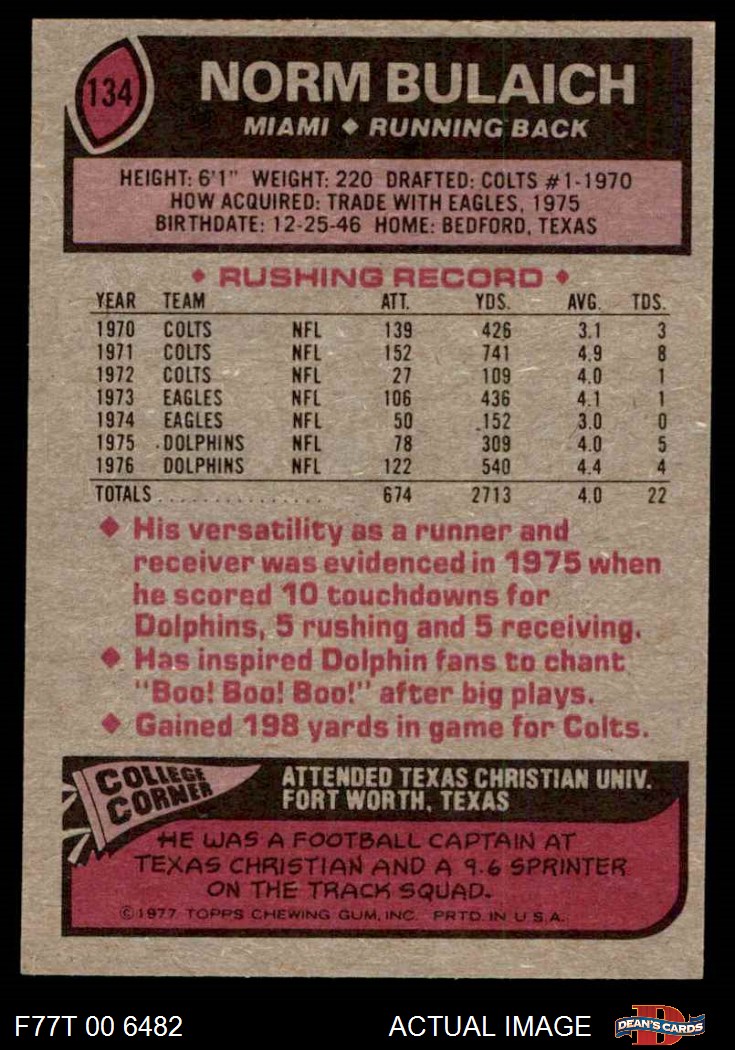 134
NORM BULAICH
MIAMI ◆ RUNNING BACK
HEIGHT: 6'1" WEIGHT: 220 DRAFTED: COLTS #1-1970
HOW ACQUIRED: TRADE WITH EAGLES, 1975
BIRTHDATE: 12-25-46 HOME: BEDFORD, TEXAS
◆ RUSHING RECORD ◆
YEAR TEAM ATT. YDS. AVG. TDS.
1970 COLTS NFL 139 426 3.1 3
1971 COLTS NFL 152 741 4.9 8
1972 COLTS NFL 27 109 4.0 1
1973 EAGLES NFL 106 436 4.1 1
1974 EAGLES NFL 50 152 3.0 0
1975 DOLPHINS NFL 78 309 4.0 5
1976 DOLPHINS NFL 122 540 4.4 4
TOTALS ............... 674 2713 4.0 22
◆ His versatility as a runner and
receiver was evidenced in 1975 when
he scored 10 touchdowns for
Dolphins, 5 rushing and 5 receiving.
◆ Has inspired Dolphin fans to chant
"Boo! Boo! Boo!" after big plays.
◆ Gained 198 yards in game for Colts.
COLLEGE
CORNER
ATTENDED TEXAS CHRISTIAN UNIV.
FORT WORTH, TEXAS
HE WAS A FOOTBALL CAPTAIN AT
TEXAS CHRISTIAN AND A 9.6 SPRINTER
ON THE TRACK SQUAD.
©1977 TOPPS CHEWING GUM, INC. PRTD. IN U.S.A.
F77T 00 6482 ACTUAL IMAGE
D
DEAN'S CARDS